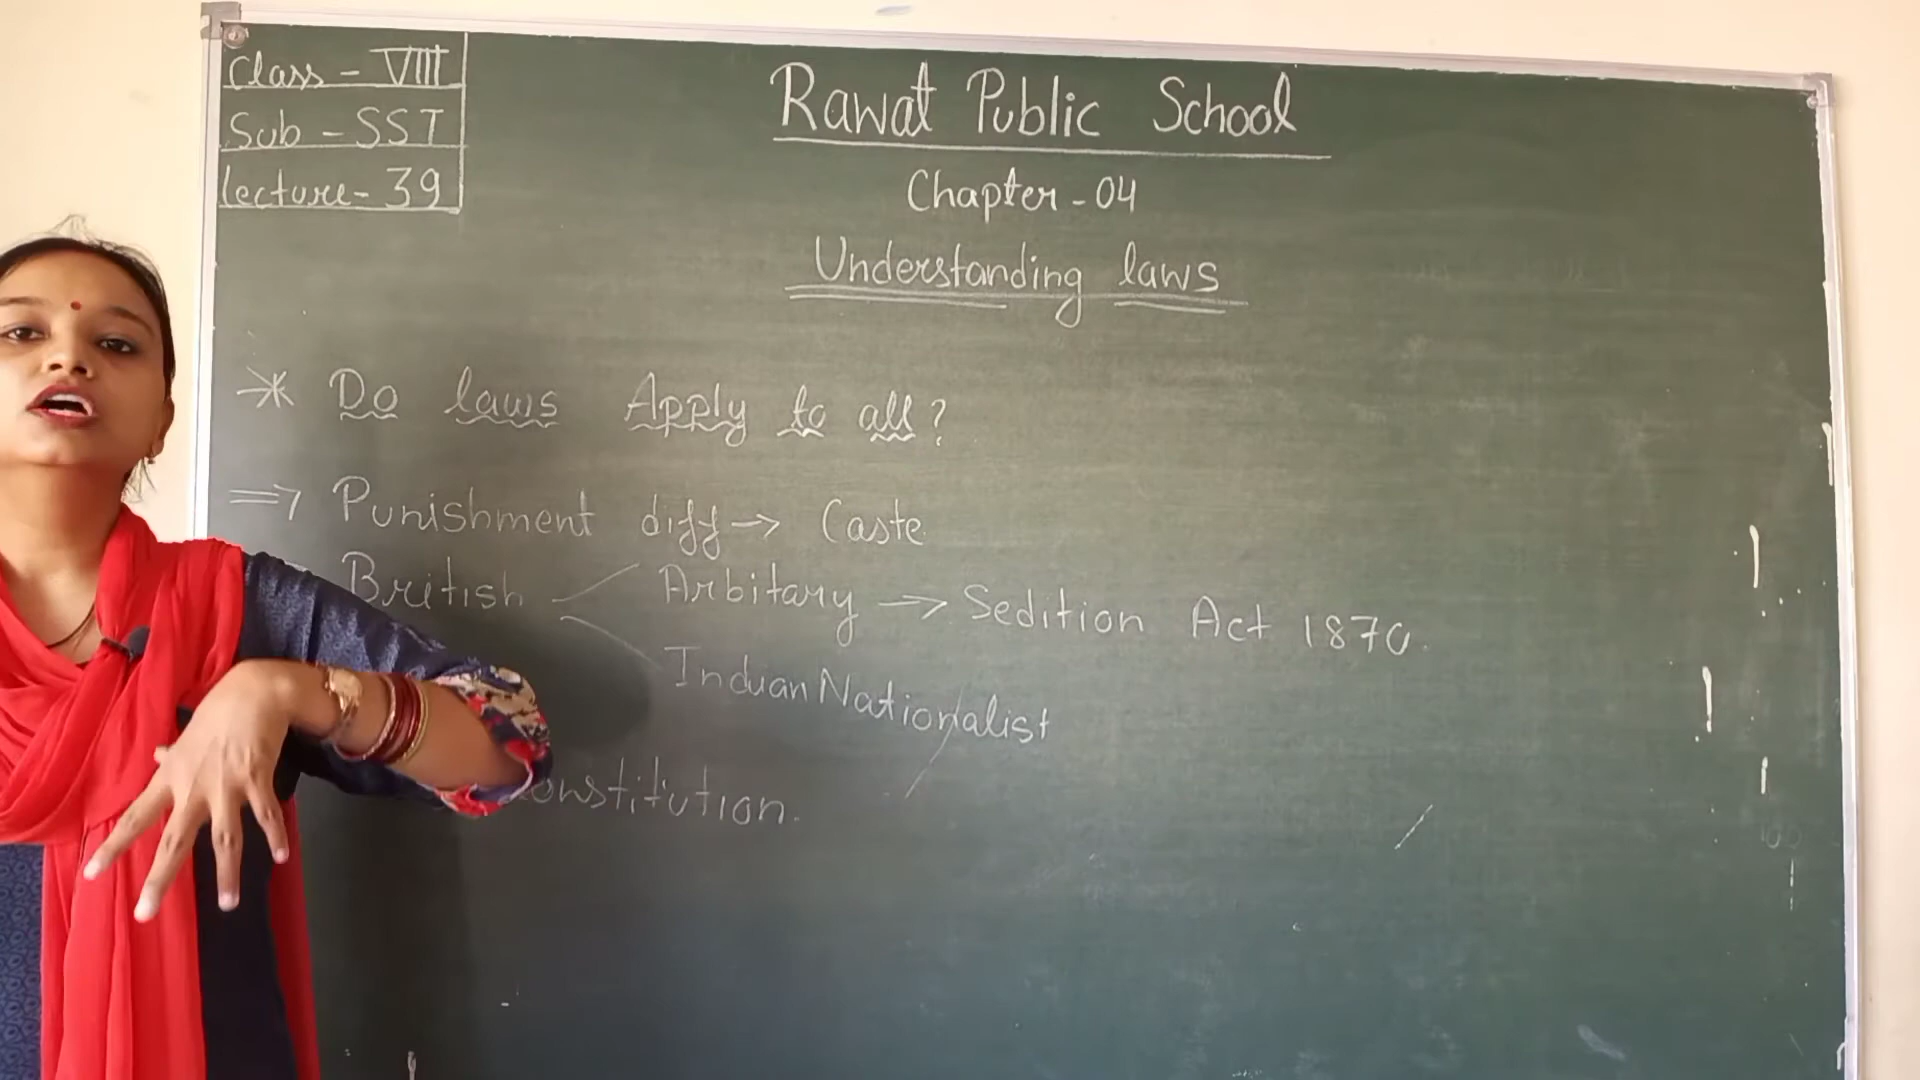 Class - VIII
Sub - SST
lecture - 39
Rawat Public School
Chapter - 04
Understanding laws
* Do laws Apply to all?
=> Punishment diff -> Caste
British Arbitary -> Sedition Act 1870.
Indian Nationalist
onstitution.